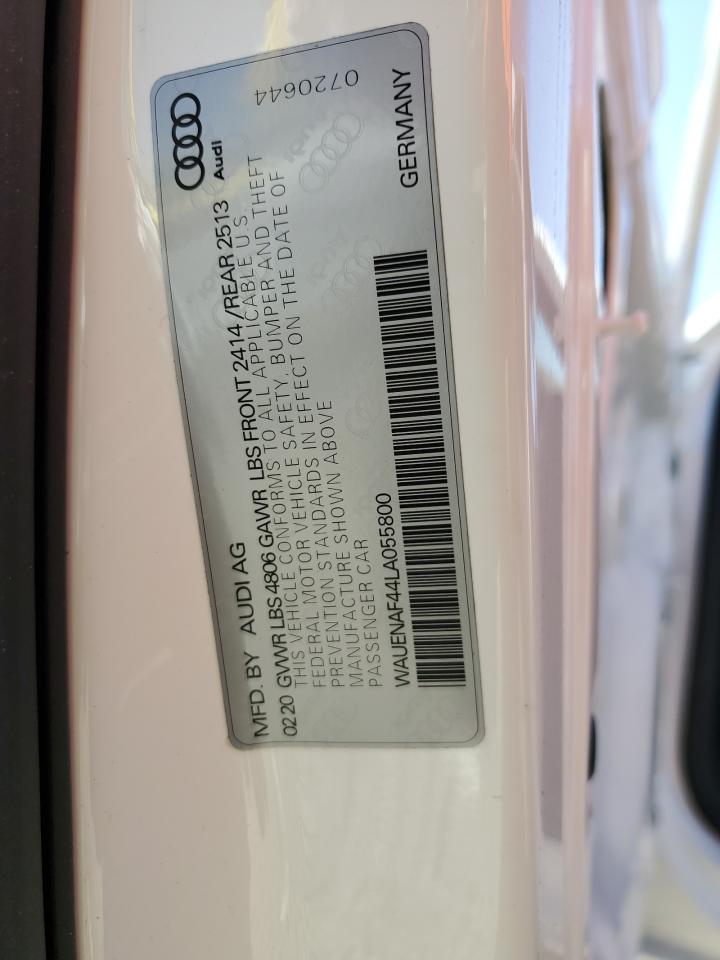 MFD. BY AUDI AG
Audi
0220 GVWR LBS 4806 GAWR LBS FRONT 2414 /REAR 2513
THIS VEHICLE CONFORMS TO ALL APPLICABLE U.S.
FEDERAL MOTOR VEHICLE SAFETY, BUMPER AND THEFT
PREVENTION STANDARDS IN EFFECT ON THE DATE OF
MANUFACTURE SHOWN ABOVE
PASSENGER CAR
WAUENAF44LA055800
GERMANY
0720644